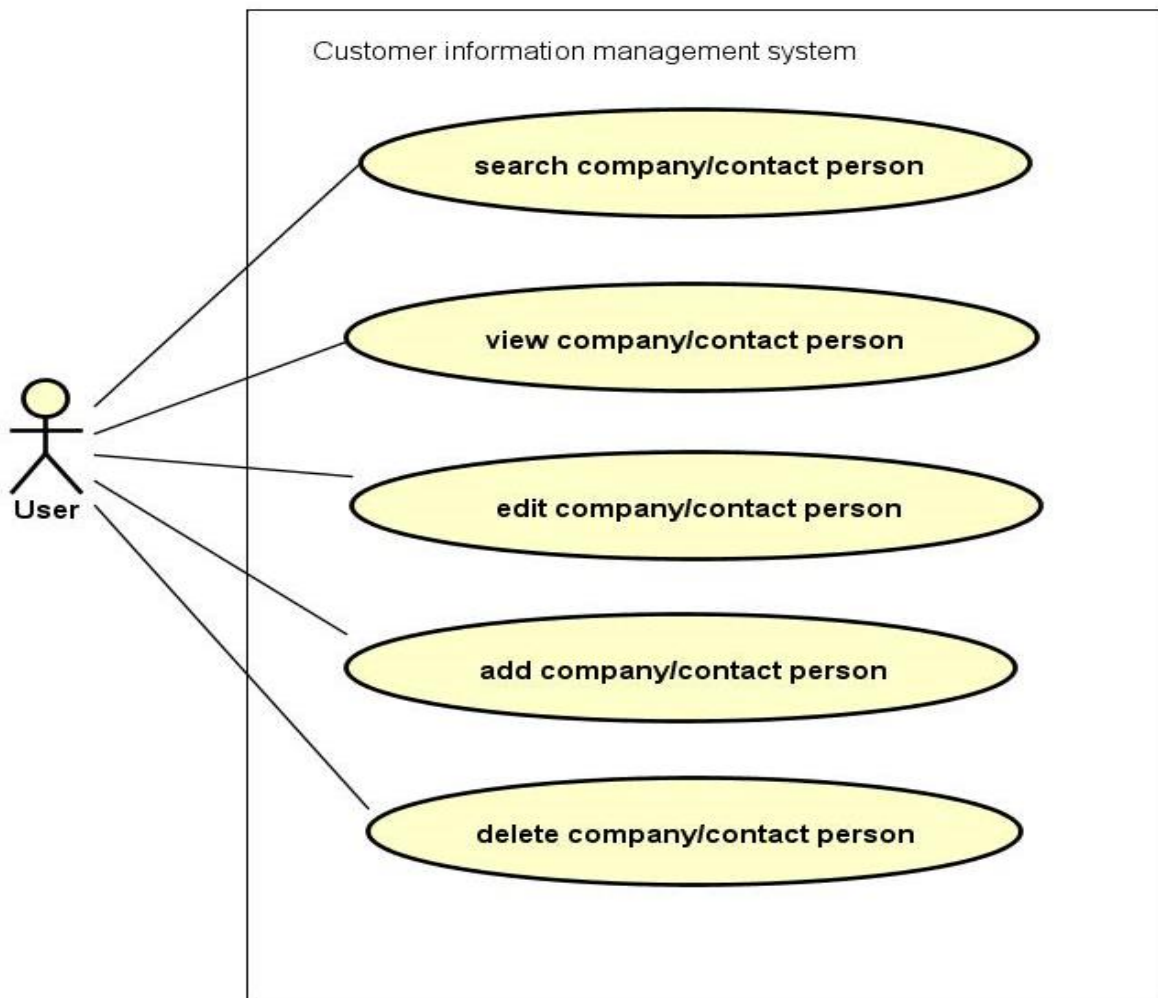 Customer information management system
search company/contact person
view company/contact person
edit company/contact person
User
add company/contact person
delete company/contact person